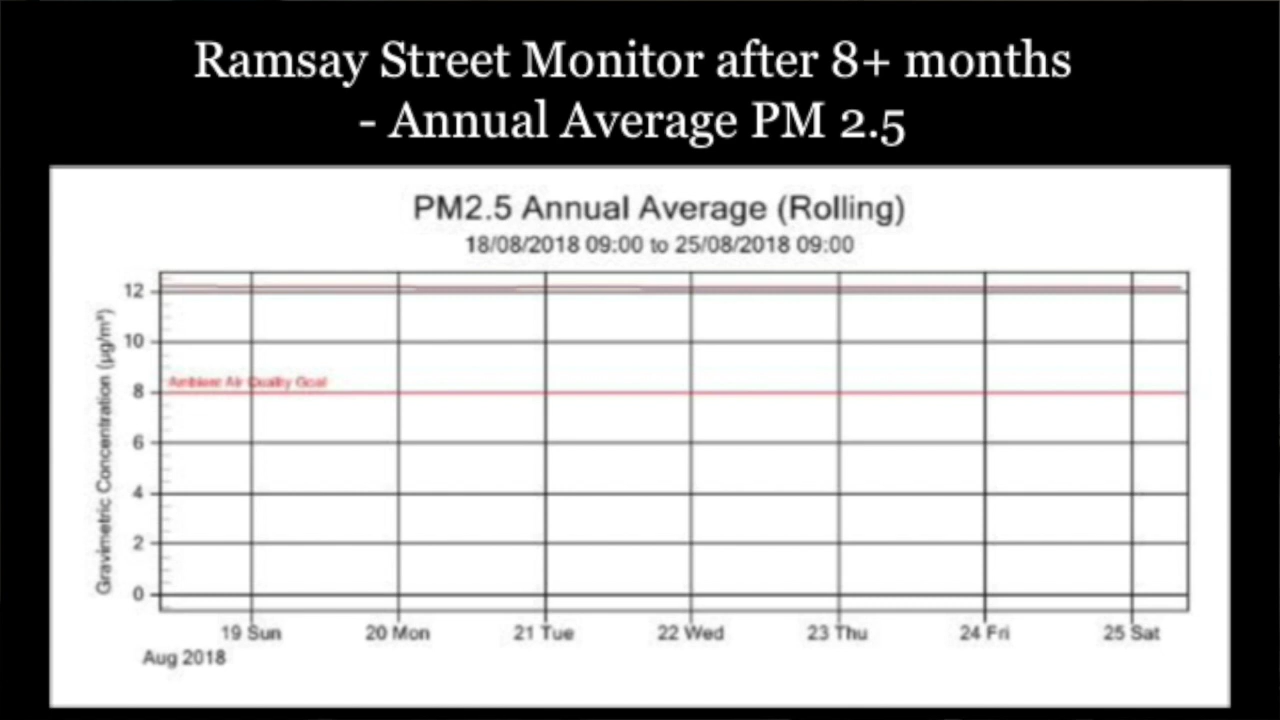 Ramsay Street Monitor after 8+ months
- Annual Average PM 2.5
PM2.5 Annual Average (Rolling)
18/08/2018 09:00 to 25/08/2018 09:00
Gravimetric Concentration (µg/m³)
12
10
Ambient Air Quality Goal
8
6
4
2
0
19 Sun 20 Mon 21 Tue 22 Wed 23 Thu 24 Fri 25 Sat
Aug 2018